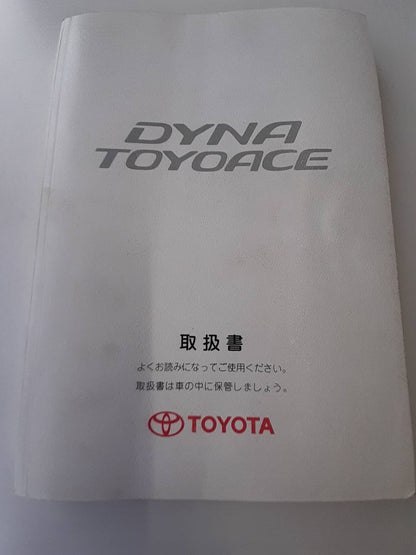 DYNA
TOYOACE
取扱書
よくお読みになってご使用ください。
取扱書は車の中に保管しましょう。
TOYOTA